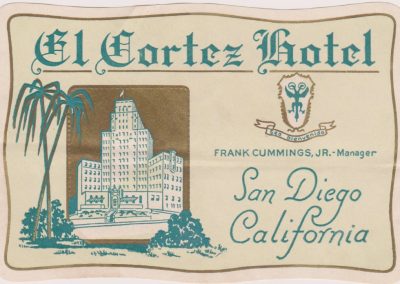 El Cortez Hotel
FRANK CUMMINGS, JR.-Manager
San Diego
California